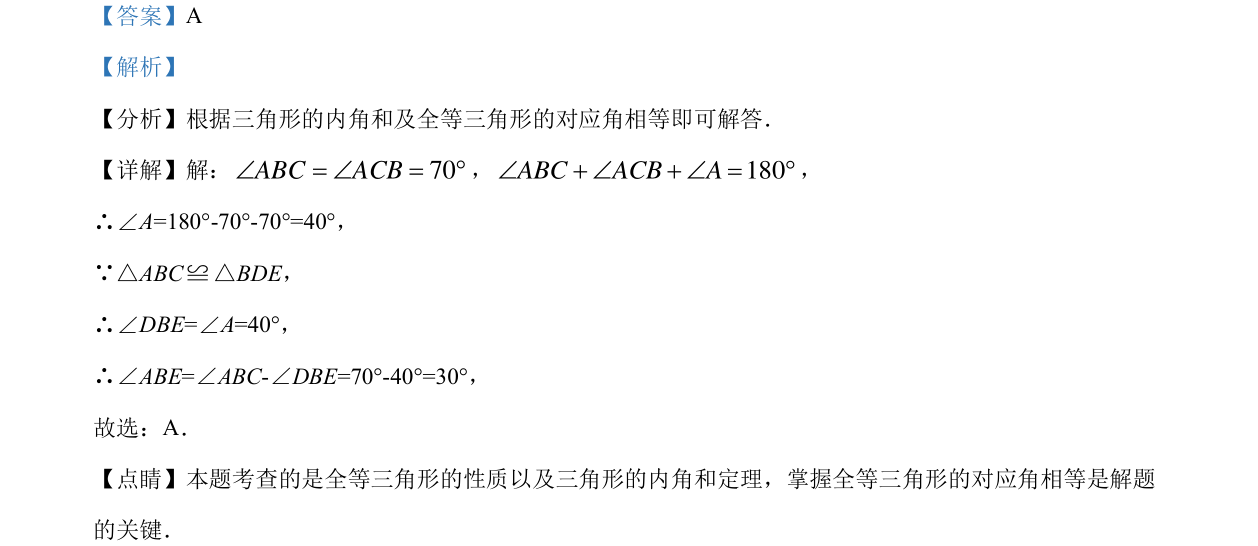 【答案】A
【解析】
【分析】根据三角形的内角和及全等三角形的对应角相等即可解答．
【详解】解：∠ABC=∠ACB=70°，∠ABC+∠ACB+∠A=180°，
∴∠A=180°-70°-70°=40°，
∵△ABC≌△BDE，
∴∠DBE=∠A=40°，
∴∠ABE=∠ABC-∠DBE=70°-40°=30°，
故选：A．
【点睛】本题考查的是全等三角形的性质以及三角形的内角和定理，掌握全等三角形的对应角相等是解题
的关键．